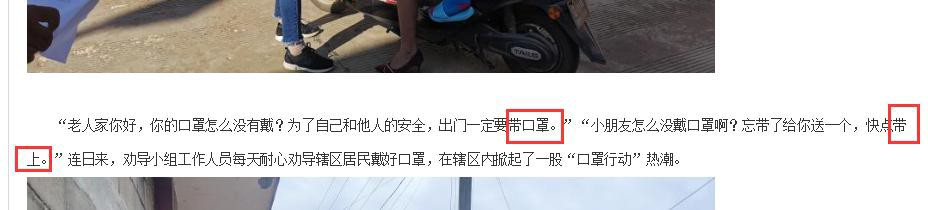 TAILG
“老人家你好，你的口罩怎么没有戴？为了自己和他人的安全，出门一定要带口罩。”“小朋友怎么没戴口罩啊？忘带了给你送一个，快点带
上。”连日来，劝导小组工作人员每天耐心劝导辖区居民戴好口罩，在辖区内掀起了一股“口罩行动”热潮。